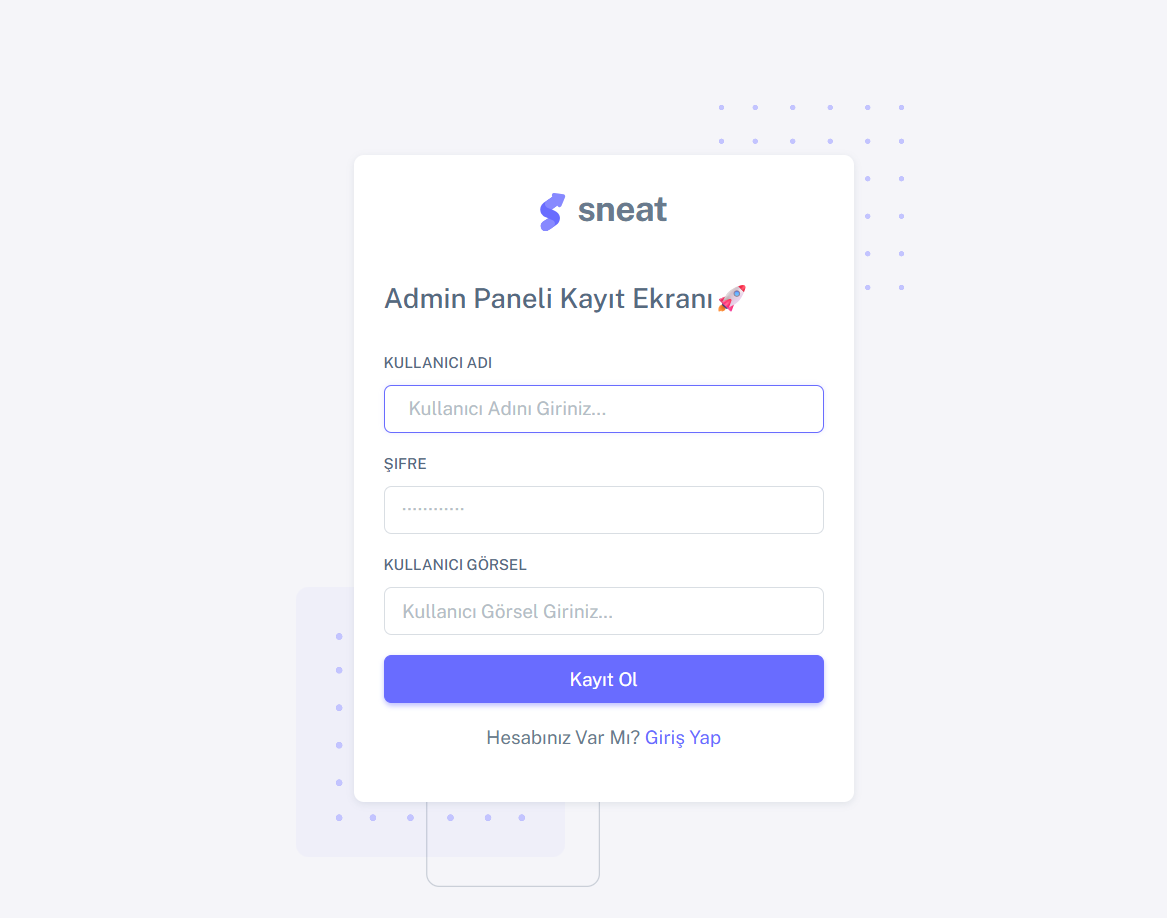 sneat
Admin Paneli Kayıt Ekranı🚀
KULLANICI ADI
Kullanıcı Adını Giriniz...
ŞIFRE
············
KULLANICI GÖRSEL
Kullanıcı Görsel Giriniz...
Kayıt Ol
Hesabınız Var Mı? Giriş Yap